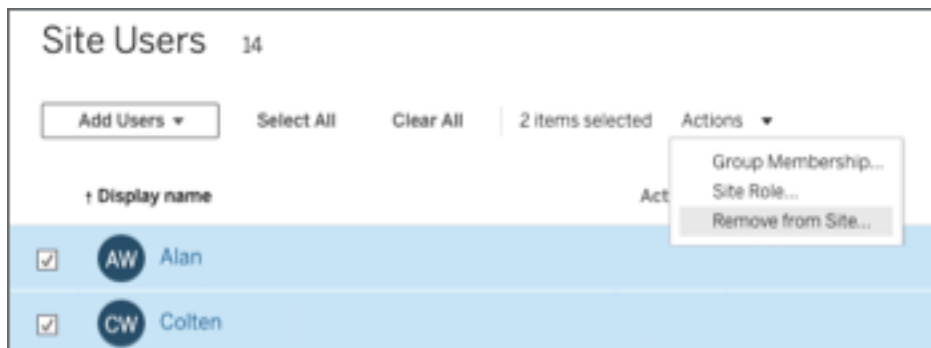 Site Users 14
Add Users Select All Clear All 2 items selected Actions
Group Membership...
Site Role...
↑ Display name Act
Remove from Site...
AW Alan
CW Colten